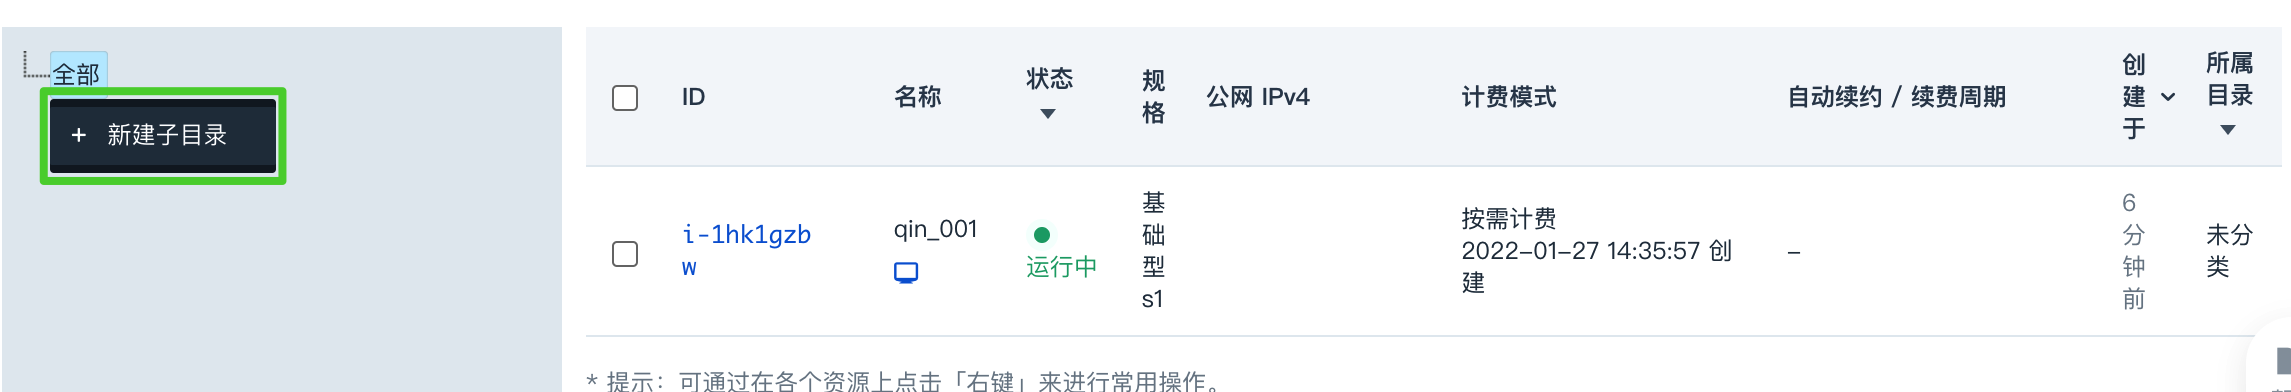 全部
+ 新建子目录
ID 名称 状态 规格 公网 IPv4 计费模式 自动续约 / 续费周期 创建于 所属目录
i-1hk1gzbw
qin_001
运行中
基础型s1
按需计费
2022-01-27 14:35:57 创建
–
6分钟前
未分类
* 提示：可通过在各个资源上点击「右键」来进行常用操作。